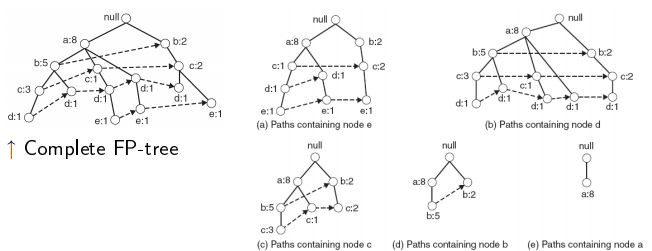 null
a:8
b:2
b:5
c:2
c:1
c:3
d:1
d:1
d:1
d:1
d:1
e:1
e:1
e:1
↑ Complete FP-tree
null
a:8
b:2
c:1
c:2
d:1
d:1
e:1
e:1
e:1
(a) Paths containing node e
null
a:8
b:5
b:2
c:3
c:1
c:2
d:1
d:1
d:1
d:1
d:1
(b) Paths containing node d
null
a:8
b:2
b:5
c:1
c:2
c:3
(c) Paths containing node c
null
a:8
b:2
b:5
(d) Paths containing node b
null
a:8
(e) Paths containing node a